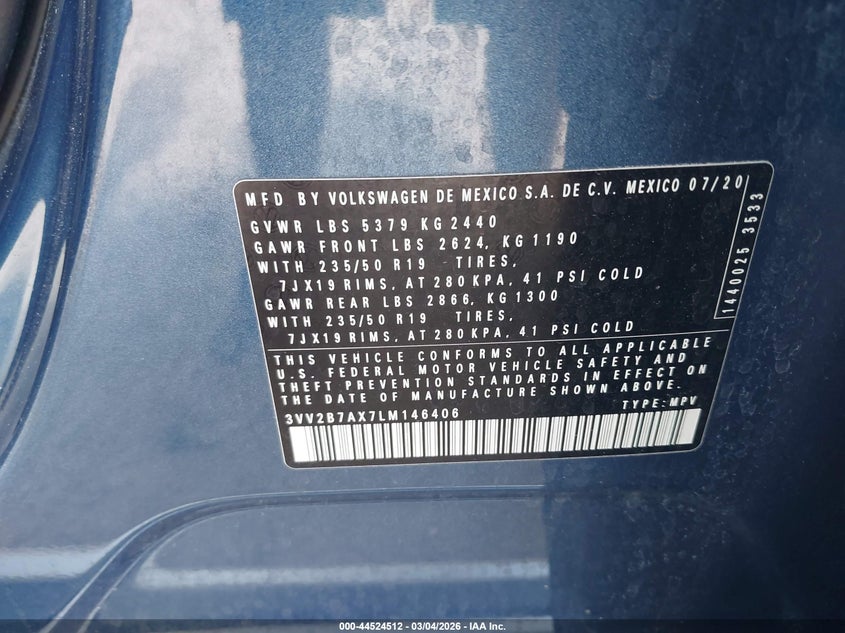 MFD BY VOLKSWAGEN DE MEXICO S.A. DE C.V. MEXICO 07/20
GVWR LBS 5379 KG2440
GAWR FRONT LBS 2624, KG1190
WITH 235/50 R19 TIRES,
7JX19 RIMS, AT 280 KPA, 41 PSI COLD
GAWR REAR LBS 2866, KG 1300
WITH 235/50 R19 TIRES,
7JX19 RIMS, AT 280 KPA, 41 PSI COLD
1440025 3533
THIS VEHICLE CONFORMS TO ALL APPLICABLE
U.S. FEDERAL MOTOR VEHICLE SAFETY AND
THEFT PREVENTION STANDARDS IN EFFECT ON
THE DATE OF MANUFACTURE SHOWN ABOVE.
3VV2B7AX7LM146406 TYPE: MPV
000-44524512 - 03/04/2026 - IAA Inc.